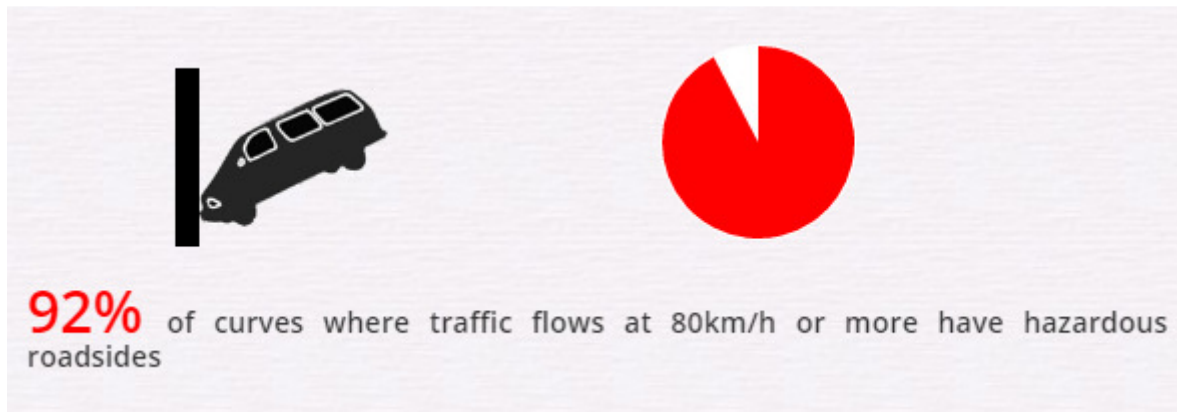 92% of curves where traffic flows at 80km/h or more have hazardous
roadsides